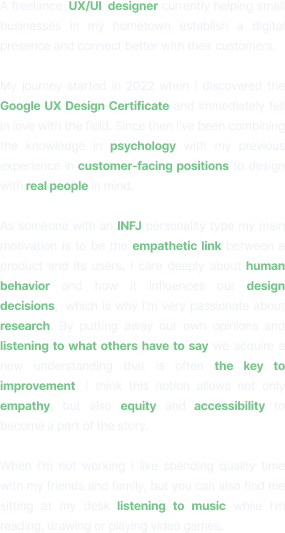 A freelance UX/UI designer currently helping small
businesses in my hometown establish a digital
presence and connect better with their customers.
My journey started in 2022 when I discovered the
Google UX Design Certificate and immediately fell
in love with the field. Since then I've been combining
the knowledge in psychology with my previous
experience in customer-facing positions to design
with real people in mind.
As someone with an INFJ personality type my main
motivation is to be the empathetic link between a
product and its users. I care deeply about human
behavior and how it influences our design
decisions, which is why I'm very passionate about
research. By putting away our own opinions and
listening to what others have to say we acquire a
new understanding that is often the key to
improvement. I think this notion allows not only
empathy, but also equity and accessibility to
become a part of the story.
When I'm not working I like spending quality time
with my friends and family, but you can also find me
sitting at my desk listening to music while I'm
reading, drawing or playing video games.